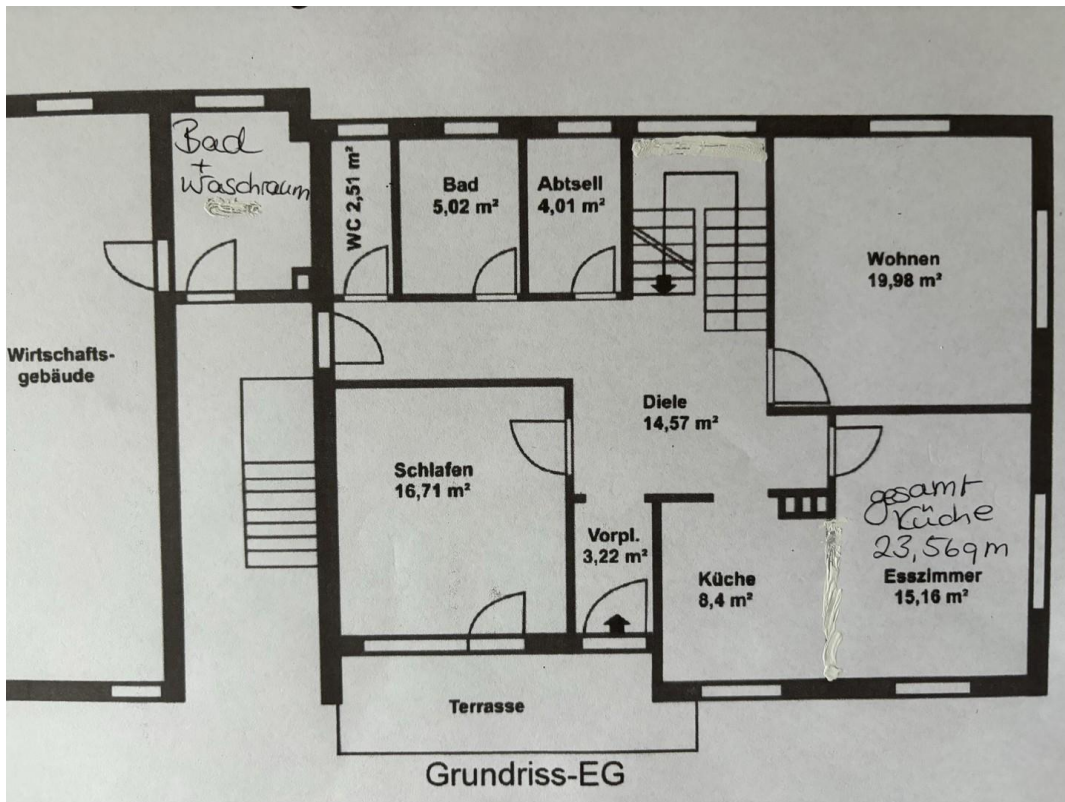 Bad
+
Waschraum
WC 2,51 m²
Bad
5,02 m²
Abtsell
4,01 m²
Wohnen
19,98 m²
Wirtschafts-
gebäude
Diele
14,57 m²
Schlafen
16,71 m²
gesamt
Küche
23,56qm
Vorpl.
3,22 m²
Küche
8,4 m²
Esszimmer
15,16 m²
Terrasse
Grundriss-EG